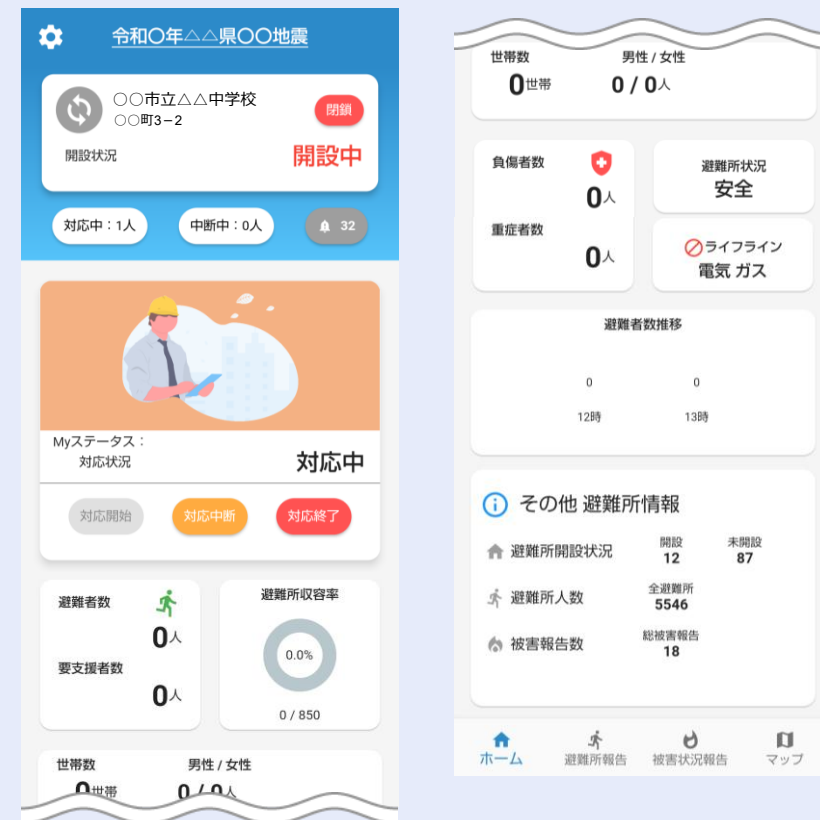 令和〇年△△県〇〇地震
〇〇市立△△中学校
〇〇町3−2
閉鎖
開設状況
開設中
対応中：1人
中断中：0人
32
Myステータス：
対応状況
対応中
対応開始
対応中断
対応終了
避難者数
0人
要支援者数
0人
避難所収容率
0.0%
0 / 850
世帯数
男性 / 女性
0世帯
0 / 0人
世帯数
男性 / 女性
0世帯
0 / 0人
負傷者数
0人
重症者数
0人
避難所状況
安全
ライフライン
電気 ガス
避難者数推移
0
0
12時
13時
その他 避難所情報
避難所開設状況
開設
12
未開設
87
避難所人数
全避難所
5546
被害報告数
総被害報告
18
ホーム
避難所報告
被害状況報告
マップ